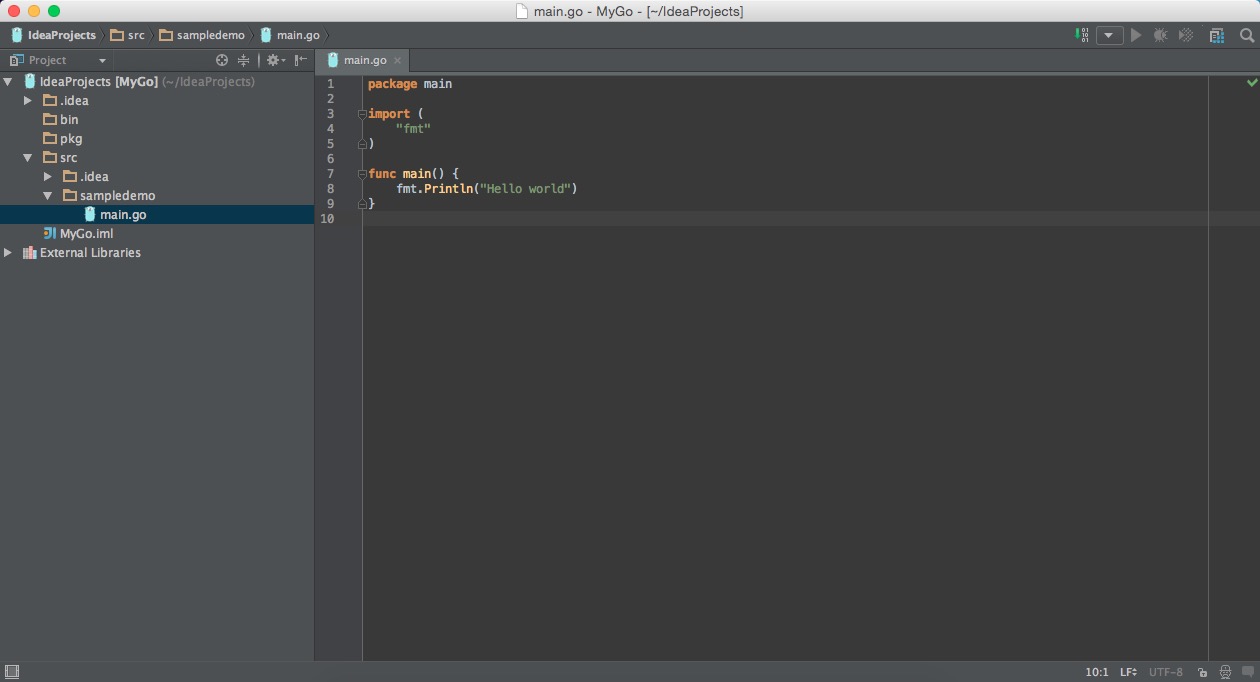 main.go - MyGo - [~/IdeaProjects]
IdeaProjects src sampledemo main.go
Project
main.go
IdeaProjects [MyGo] (~/IdeaProjects)
.idea
bin
pkg
src
.idea
sampledemo
main.go
MyGo.iml
External Libraries
1 package main
2
3 import (
4     "fmt"
5 )
6
7 func main() {
8     fmt.Println("Hello world")
9 }
10
10:1 LF UTF-8